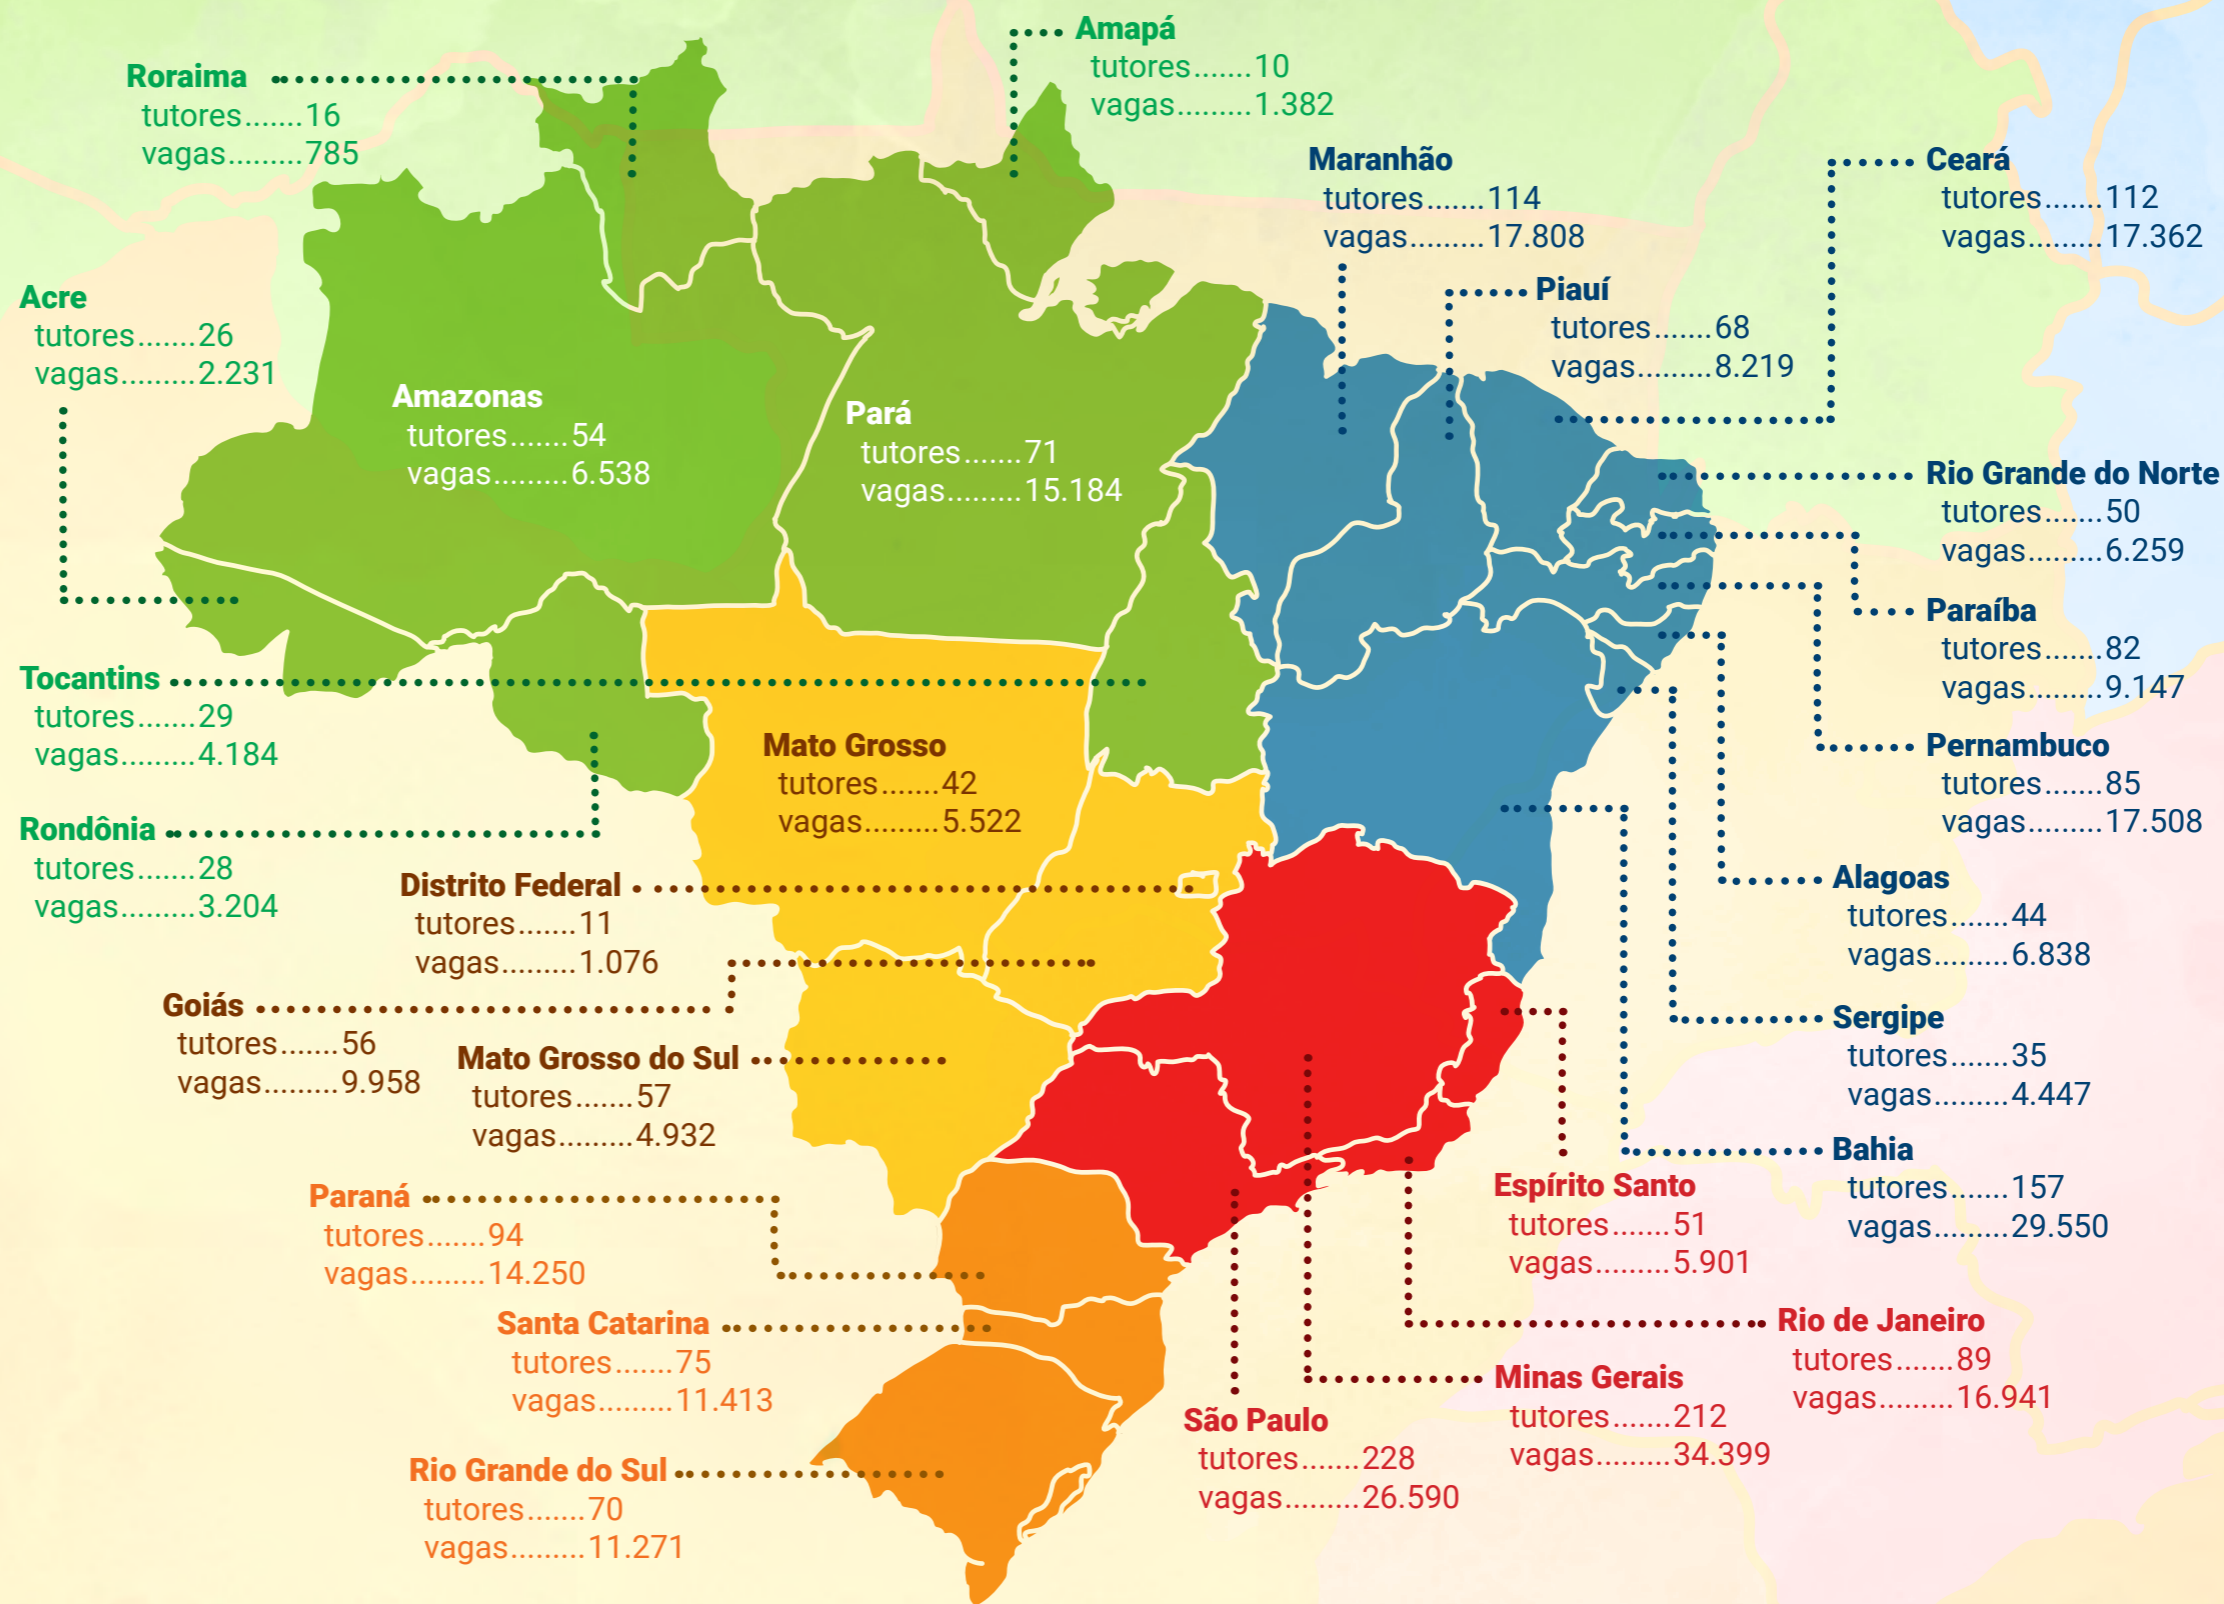 Roraima
tutores.......16
vagas.........785
Amapá
tutores.......10
vagas.........1.382
Maranhão
tutores.......114
vagas.........17.808
Ceará
tutores.......112
vagas.........17.362
Piauí
tutores.......68
vagas.........8.219
Acre
tutores.......26
vagas.........2.231
Amazonas
tutores.......54
vagas.........6.538
Pará
tutores.......71
vagas.........15.184
Rio Grande do Norte
tutores.......50
vagas.........6.259
Paraíba
tutores.......82
vagas.........9.147
Tocantins
tutores.......29
vagas.........4.184
Mato Grosso
tutores.......42
vagas.........5.522
Pernambuco
tutores.......85
vagas.........17.508
Rondônia
tutores.......28
vagas.........3.204
Distrito Federal
tutores.......11
vagas.........1.076
Alagoas
tutores.......44
vagas.........6.838
Goiás
tutores.......56
vagas.........9.958
Mato Grosso do Sul
tutores.......57
vagas.........4.932
Sergipe
tutores.......35
vagas.........4.447
Bahia
tutores.......157
vagas.........29.550
Paraná
tutores.......94
vagas.........14.250
Espírito Santo
tutores.......51
vagas.........5.901
Santa Catarina
tutores.......75
vagas.........11.413
Rio de Janeiro
tutores.......89
vagas.........16.941
Minas Gerais
tutores.......212
vagas.........34.399
São Paulo
tutores.......228
vagas.........26.590
Rio Grande do Sul
tutores.......70
vagas.........11.271